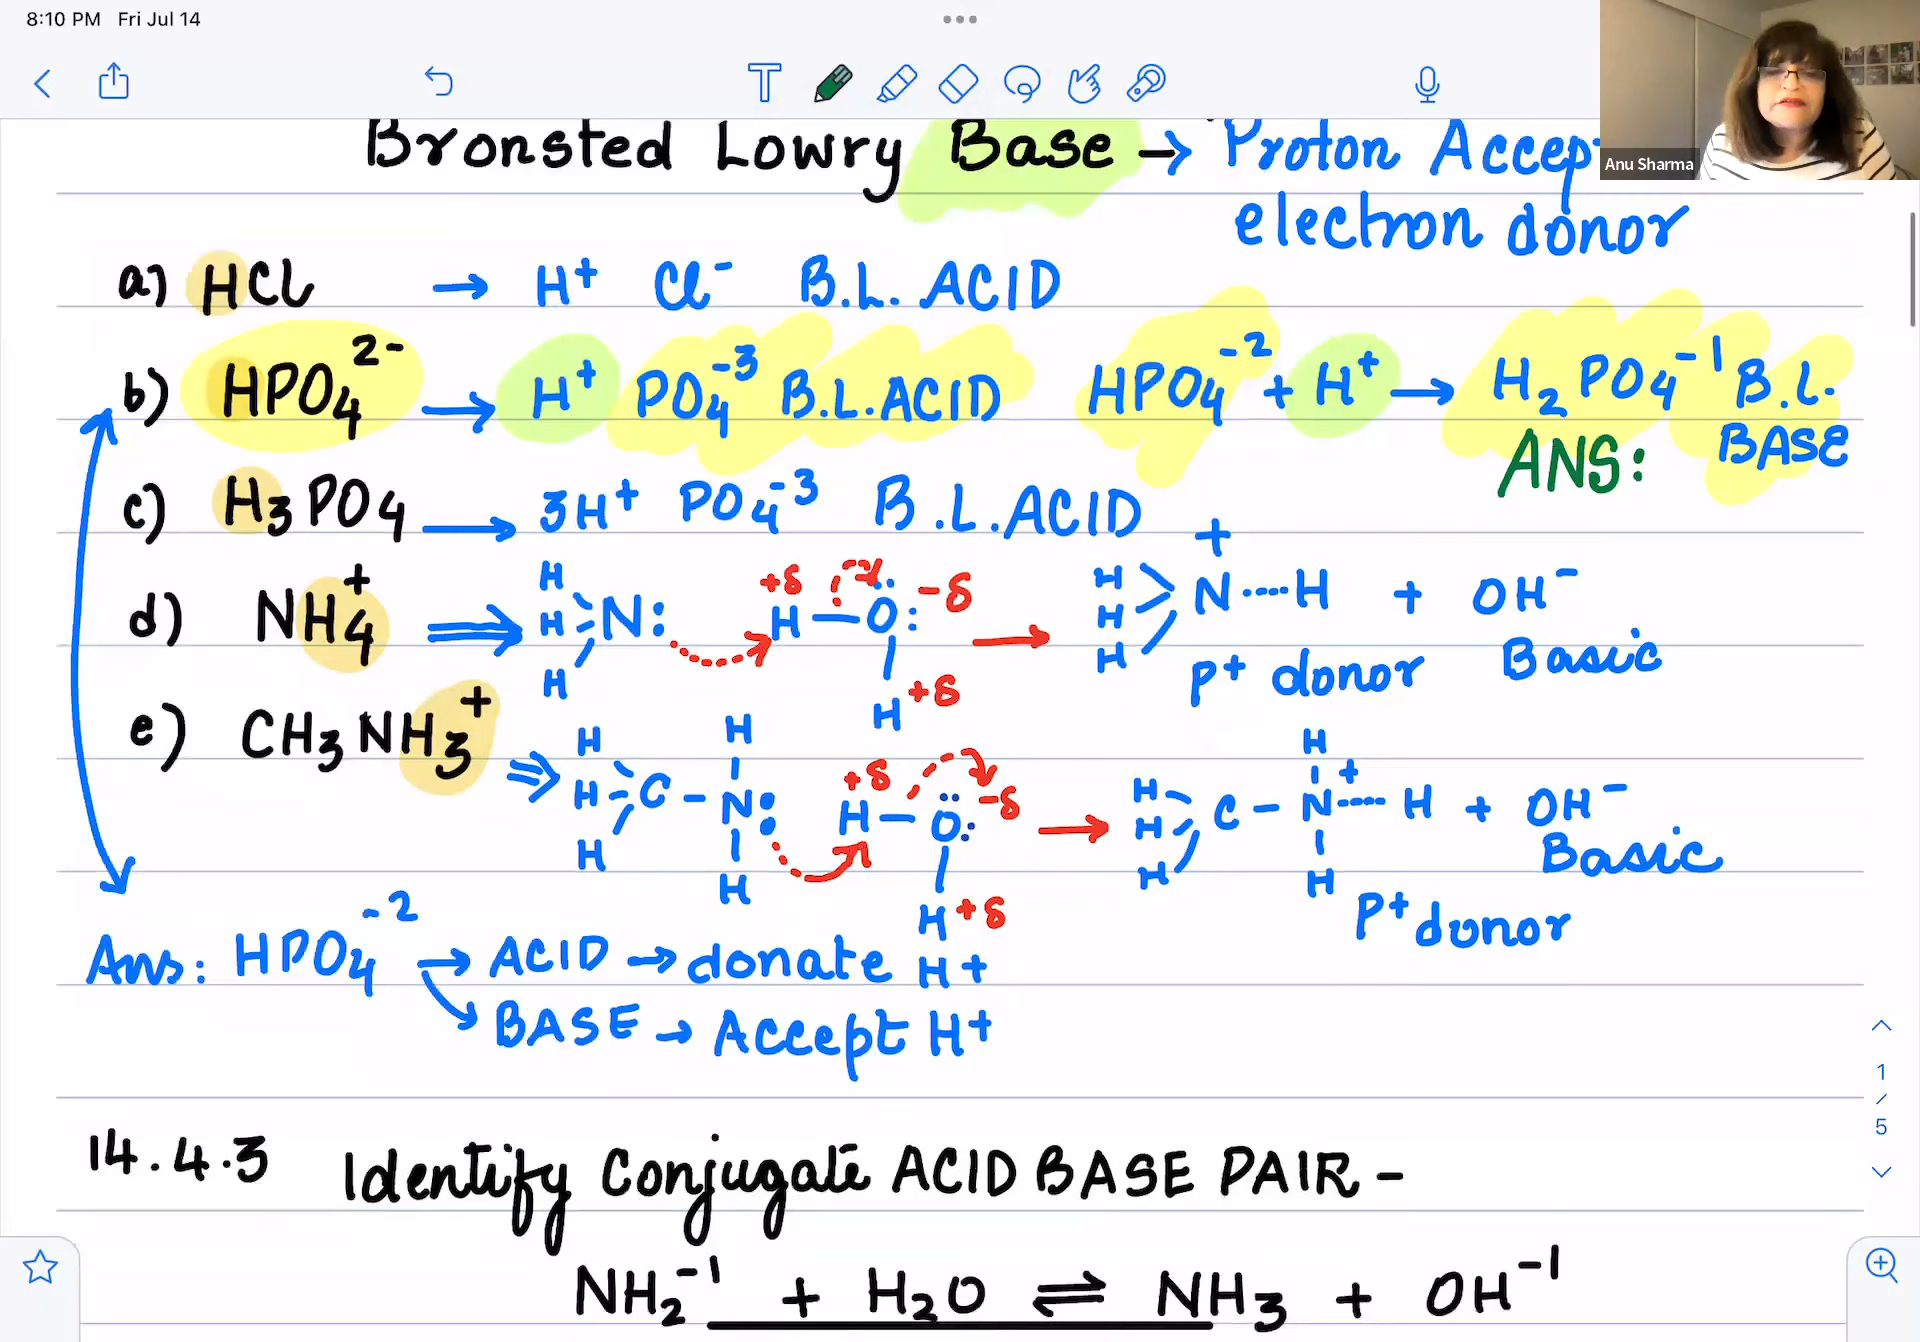 8:10 PM Fri Jul 14
Anu Sharma
Bronsted Lowry Base → Proton Accep
electron donor
a) HCl → H⁺ Cl⁻ B.L. ACID
b) HPO₄²⁻ → H⁺ PO₄⁻³ B.L.ACID HPO₄⁻² + H⁺ → H₂PO₄⁻¹ B.L.
ANS: BASE
c) H₃PO₄ → 3H⁺ PO₄⁻³ B.L.ACID
d) NH₄⁺ ⇒ H H H N: H +δ — O: -δ H +δ → H H H N⁺ ---- H + OH⁻
P⁺ donor Basic
e) CH₃NH₃⁺ ⇒ H H H C - N: H H H +δ — O: -δ H +δ → H H H C - N⁺ ---- H H H + OH⁻
Basic
P⁺ donor
Ans: HPO₄⁻² → ACID → donate H+
↘ BASE → Accept H+
14.4.3 Identify Conjugate ACID BASE PAIR -
NH₂⁻¹ + H₂O ⇌ NH₃ + OH⁻¹
1
/
5